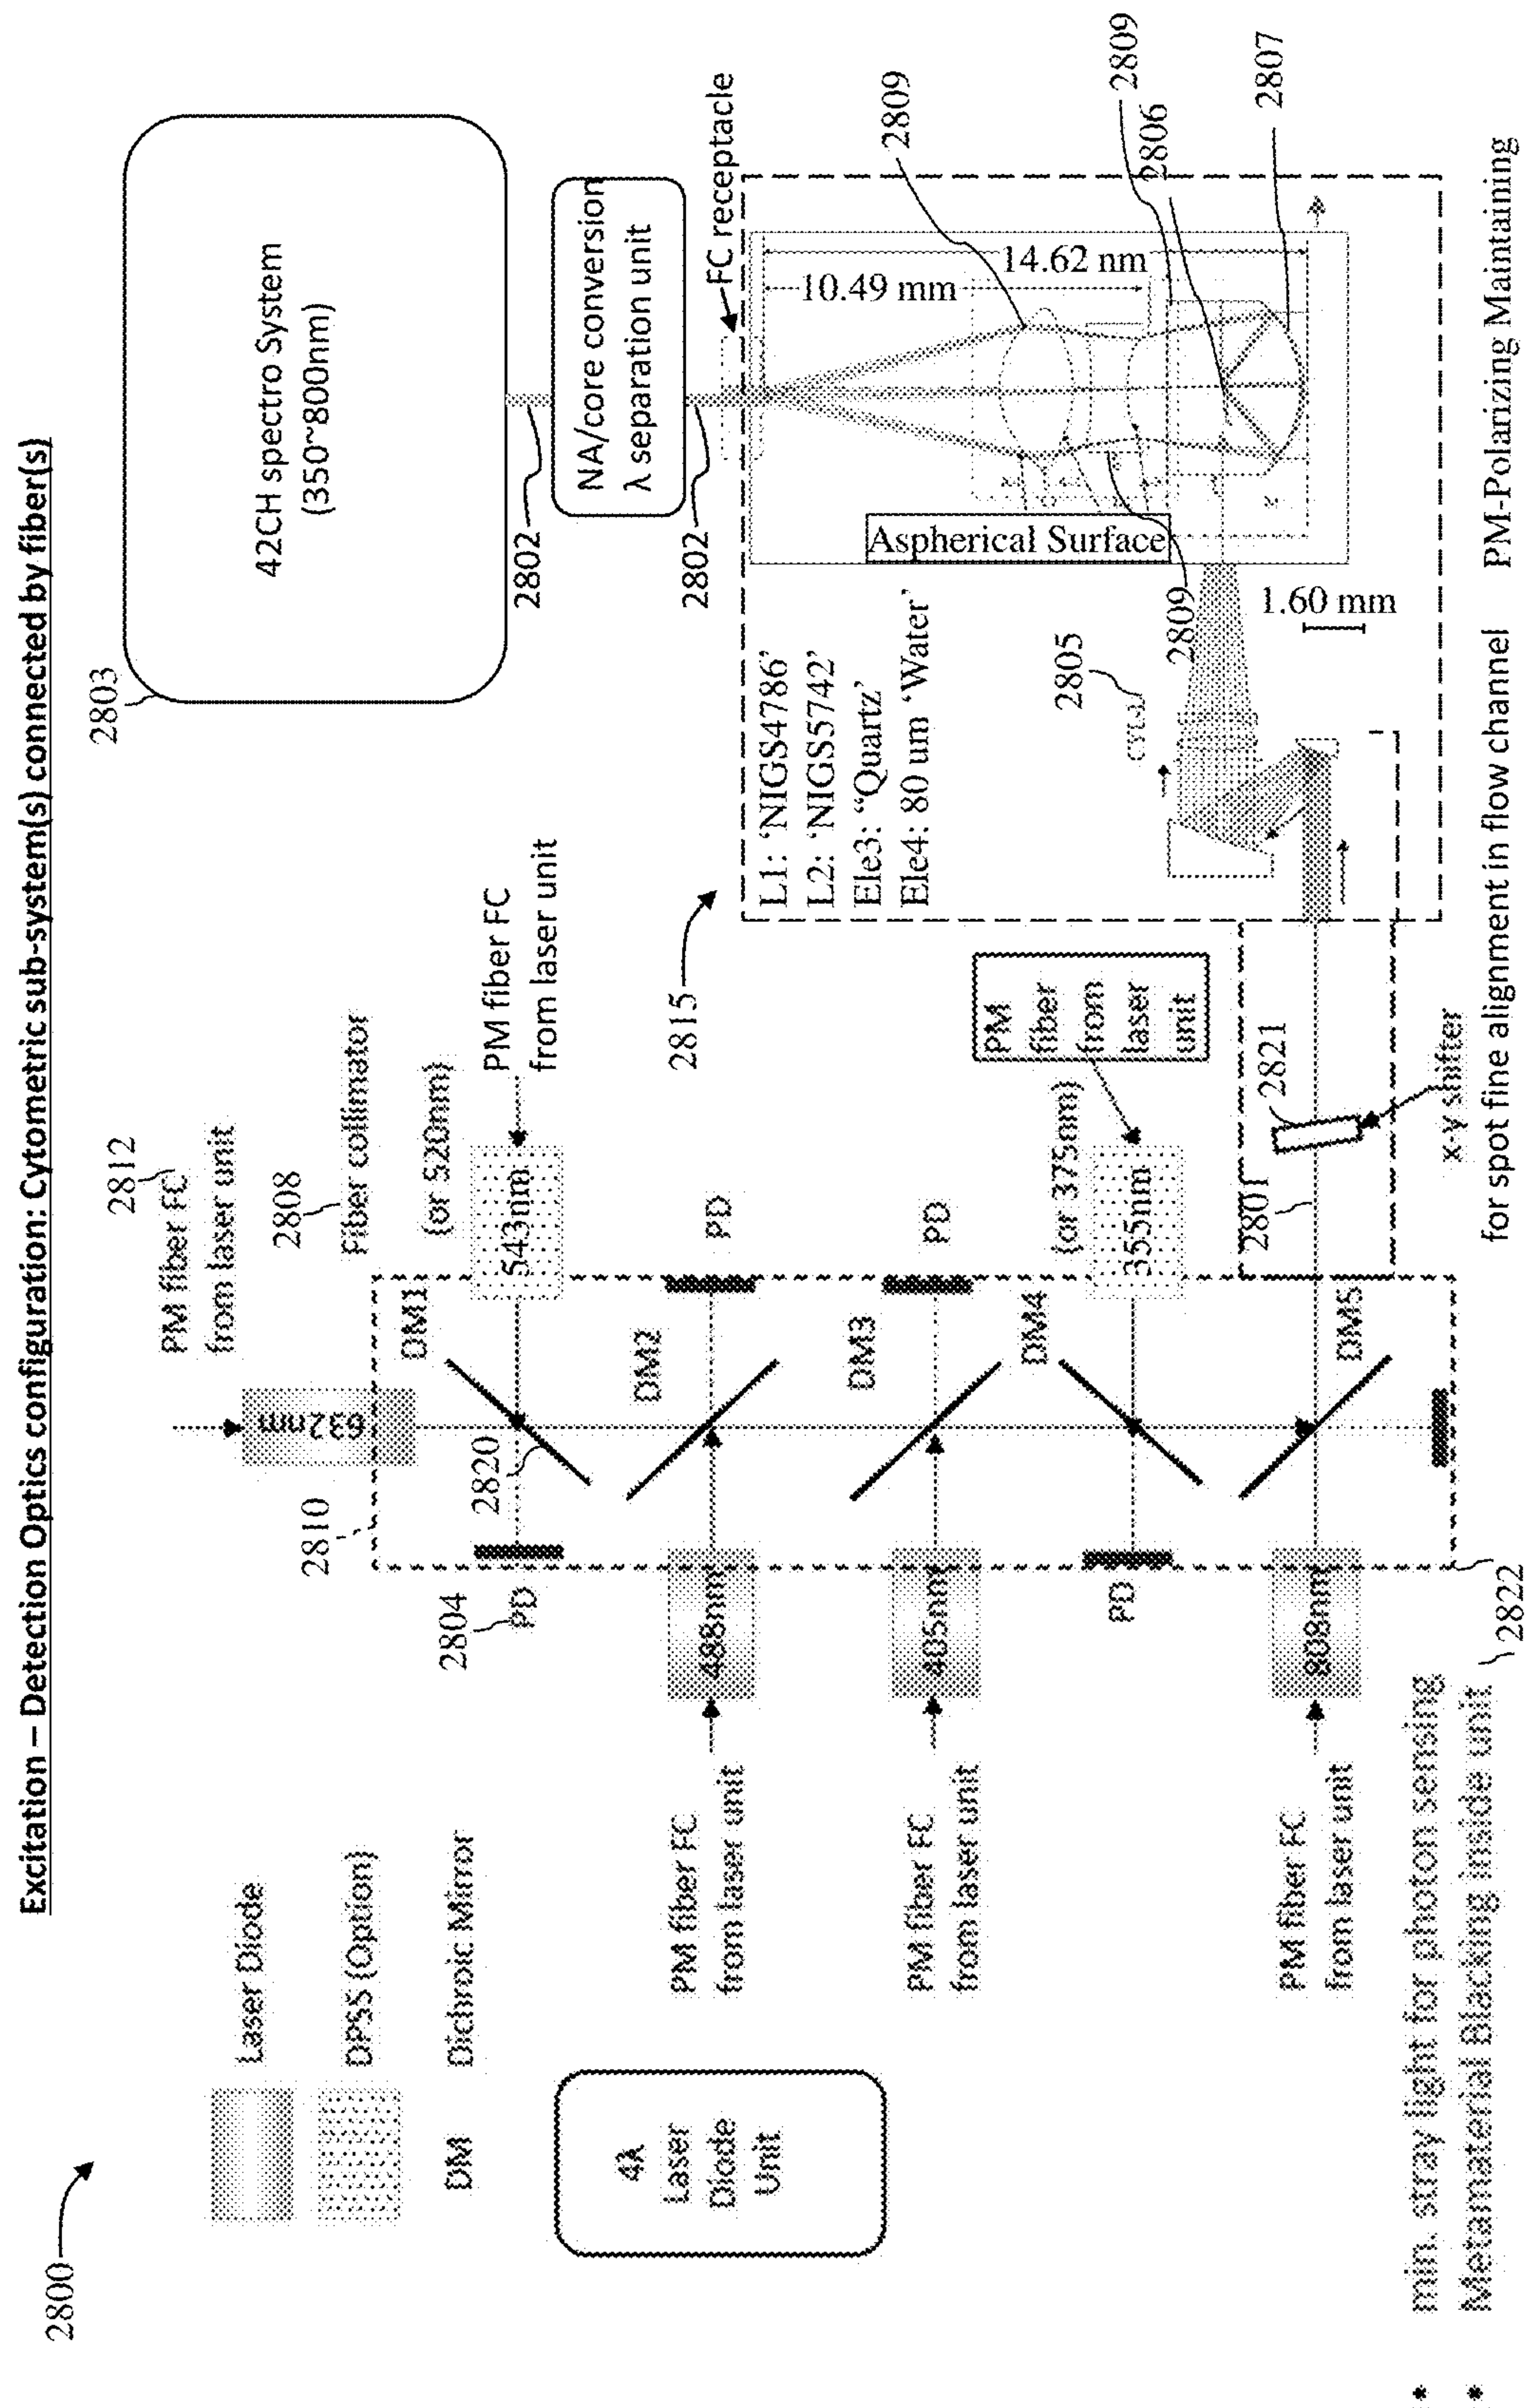 Excitation – Detection Optics configuration: Cytometric sub-system(s) connected by fiber(s)
2800
Laser Diode
DPSS (Option)
DM
Dichroic Mirror
4λ
Laser
Diode
Unit
2812
PM fiber FC
from laser unit
2808
Fiber collimator
(or 520nm)
PM fiber FC
from laser unit
632nm
543nm
2810
DM1
2820
2804
PD
PD
DM2
488nm
PM fiber FC
from laser unit
PD
DM3
405nm
PM fiber FC
from laser unit
(or 375nm)
355nm
PM
fiber
from
laser
unit
DM4
PD
DM5
808nm
PM fiber FC
from laser unit
2801
2821
x-y shifter
for spot fine alignment in flow channel
PM-Polarizing Maintaining
2822
• min. stray light for photon sensing
• Metamaterial Blacking inside unit
2803
42CH spectro System
(350~800nm)
2802
NA/core conversion
λ separation unit
2802
FC receptacle
2815
L1: ‘NIGS4786’
L2: ‘NIGS5742’
Ele3: “Quartz’
Ele4: 80 um ‘Water’
Aspherical Surface
10.49 mm
14.62 nm
2809
2809
2806
2807
2809
2805
1.60 mm